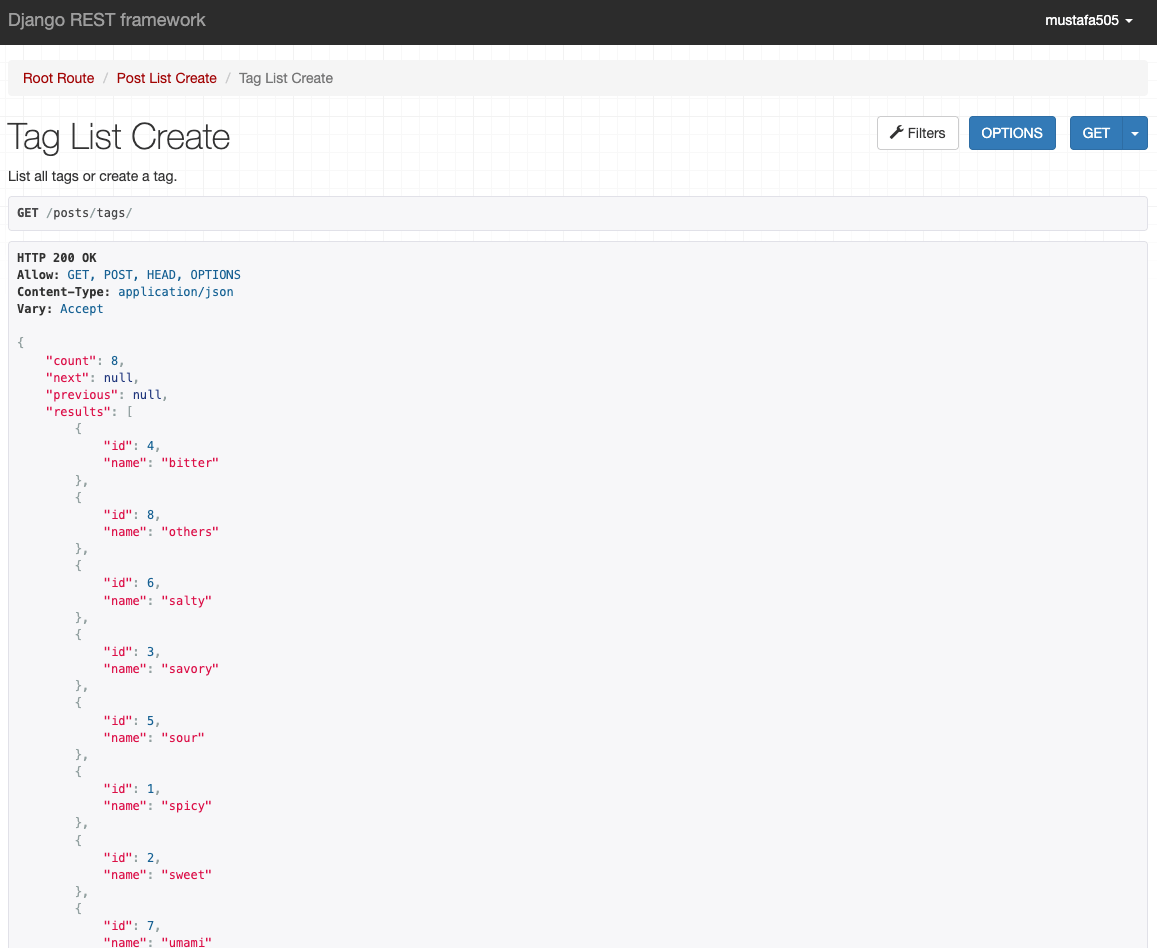 Django REST framework
mustafa505
Root Route / Post List Create / Tag List Create
Tag List Create
Filters
OPTIONS
GET
List all tags or create a tag.
GET /posts/tags/
HTTP 200 OK
Allow: GET, POST, HEAD, OPTIONS
Content-Type: application/json
Vary: Accept
{
    "count": 8,
    "next": null,
    "previous": null,
    "results": [
        {
            "id": 4,
            "name": "bitter"
        },
        {
            "id": 8,
            "name": "others"
        },
        {
            "id": 6,
            "name": "salty"
        },
        {
            "id": 3,
            "name": "savory"
        },
        {
            "id": 5,
            "name": "sour"
        },
        {
            "id": 1,
            "name": "spicy"
        },
        {
            "id": 2,
            "name": "sweet"
        },
        {
            "id": 7,
            "name": "umami"